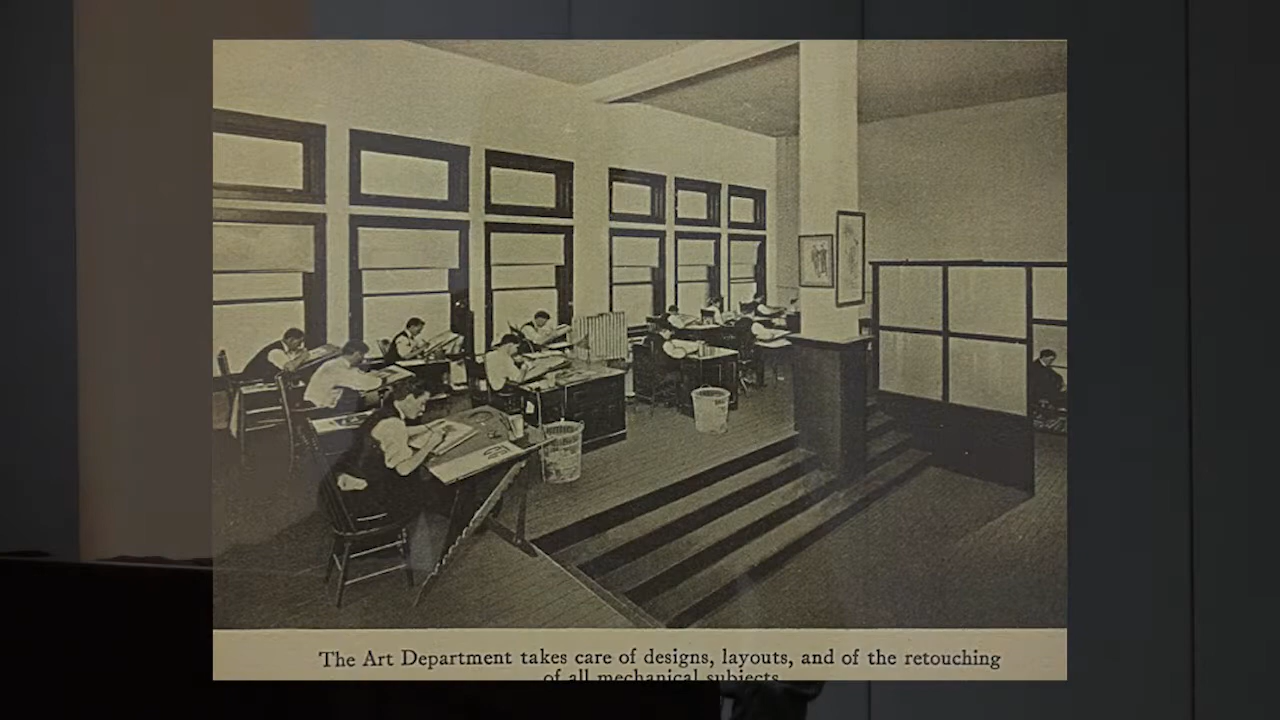 The Art Department takes care of designs, layouts, and of the retouching
of all mechanical subjects